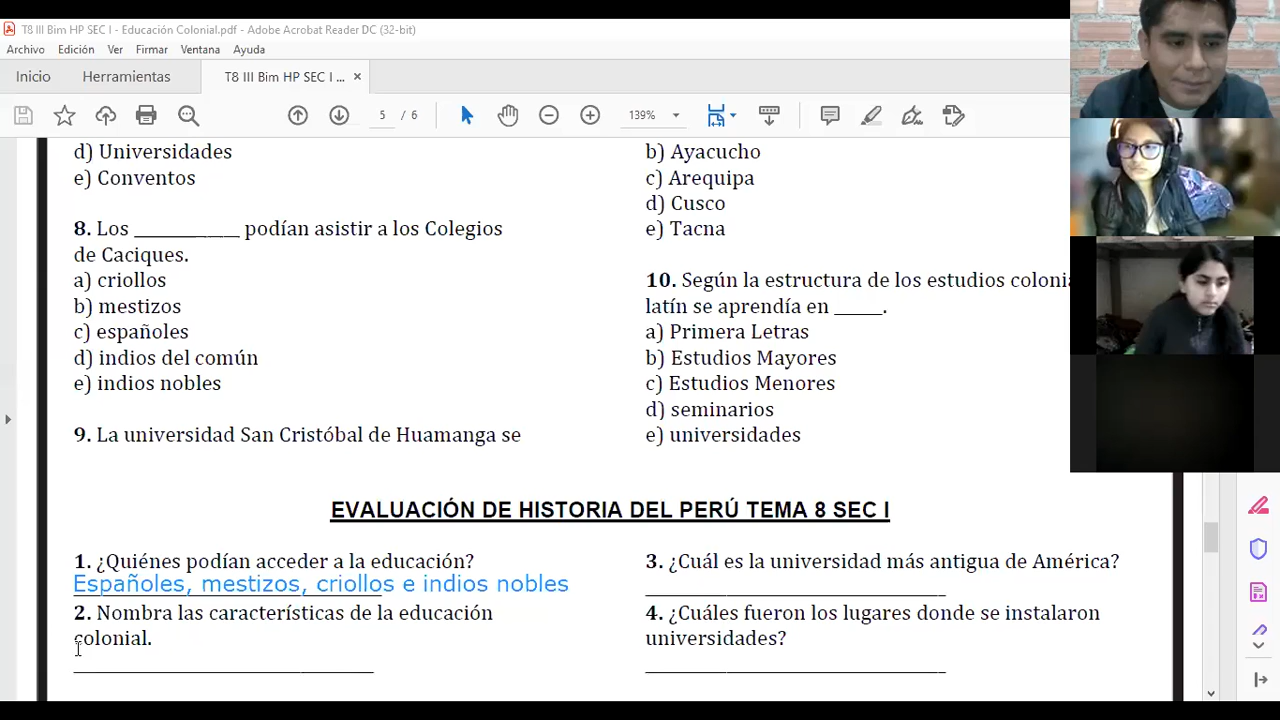 T8 III Bim HP SEC I - Educación Colonial.pdf - Adobe Acrobat Reader DC (32-bit)
Archivo Edición Ver Firmar Ventana Ayuda
Inicio Herramientas T8 III Bim HP SEC I ... ×
5 / 6 139%
d) Universidades
e) Conventos
8. Los ___________ podían asistir a los Colegios
de Caciques.
a) criollos
b) mestizos
c) españoles
d) indios del común
e) indios nobles
9. La universidad San Cristóbal de Huamanga se
b) Ayacucho
c) Arequipa
d) Cusco
e) Tacna
10. Según la estructura de los estudios colonia
latín se aprendía en _____.
a) Primera Letras
b) Estudios Mayores
c) Estudios Menores
d) seminarios
e) universidades
EVALUACIÓN DE HISTORIA DEL PERÚ TEMA 8 SEC I
1. ¿Quiénes podían acceder a la educación?
Españoles, mestizos, criollos e indios nobles
2. Nombra las características de la educación
colonial.
3. ¿Cuál es la universidad más antigua de América?
4. ¿Cuáles fueron los lugares donde se instalaron
universidades?